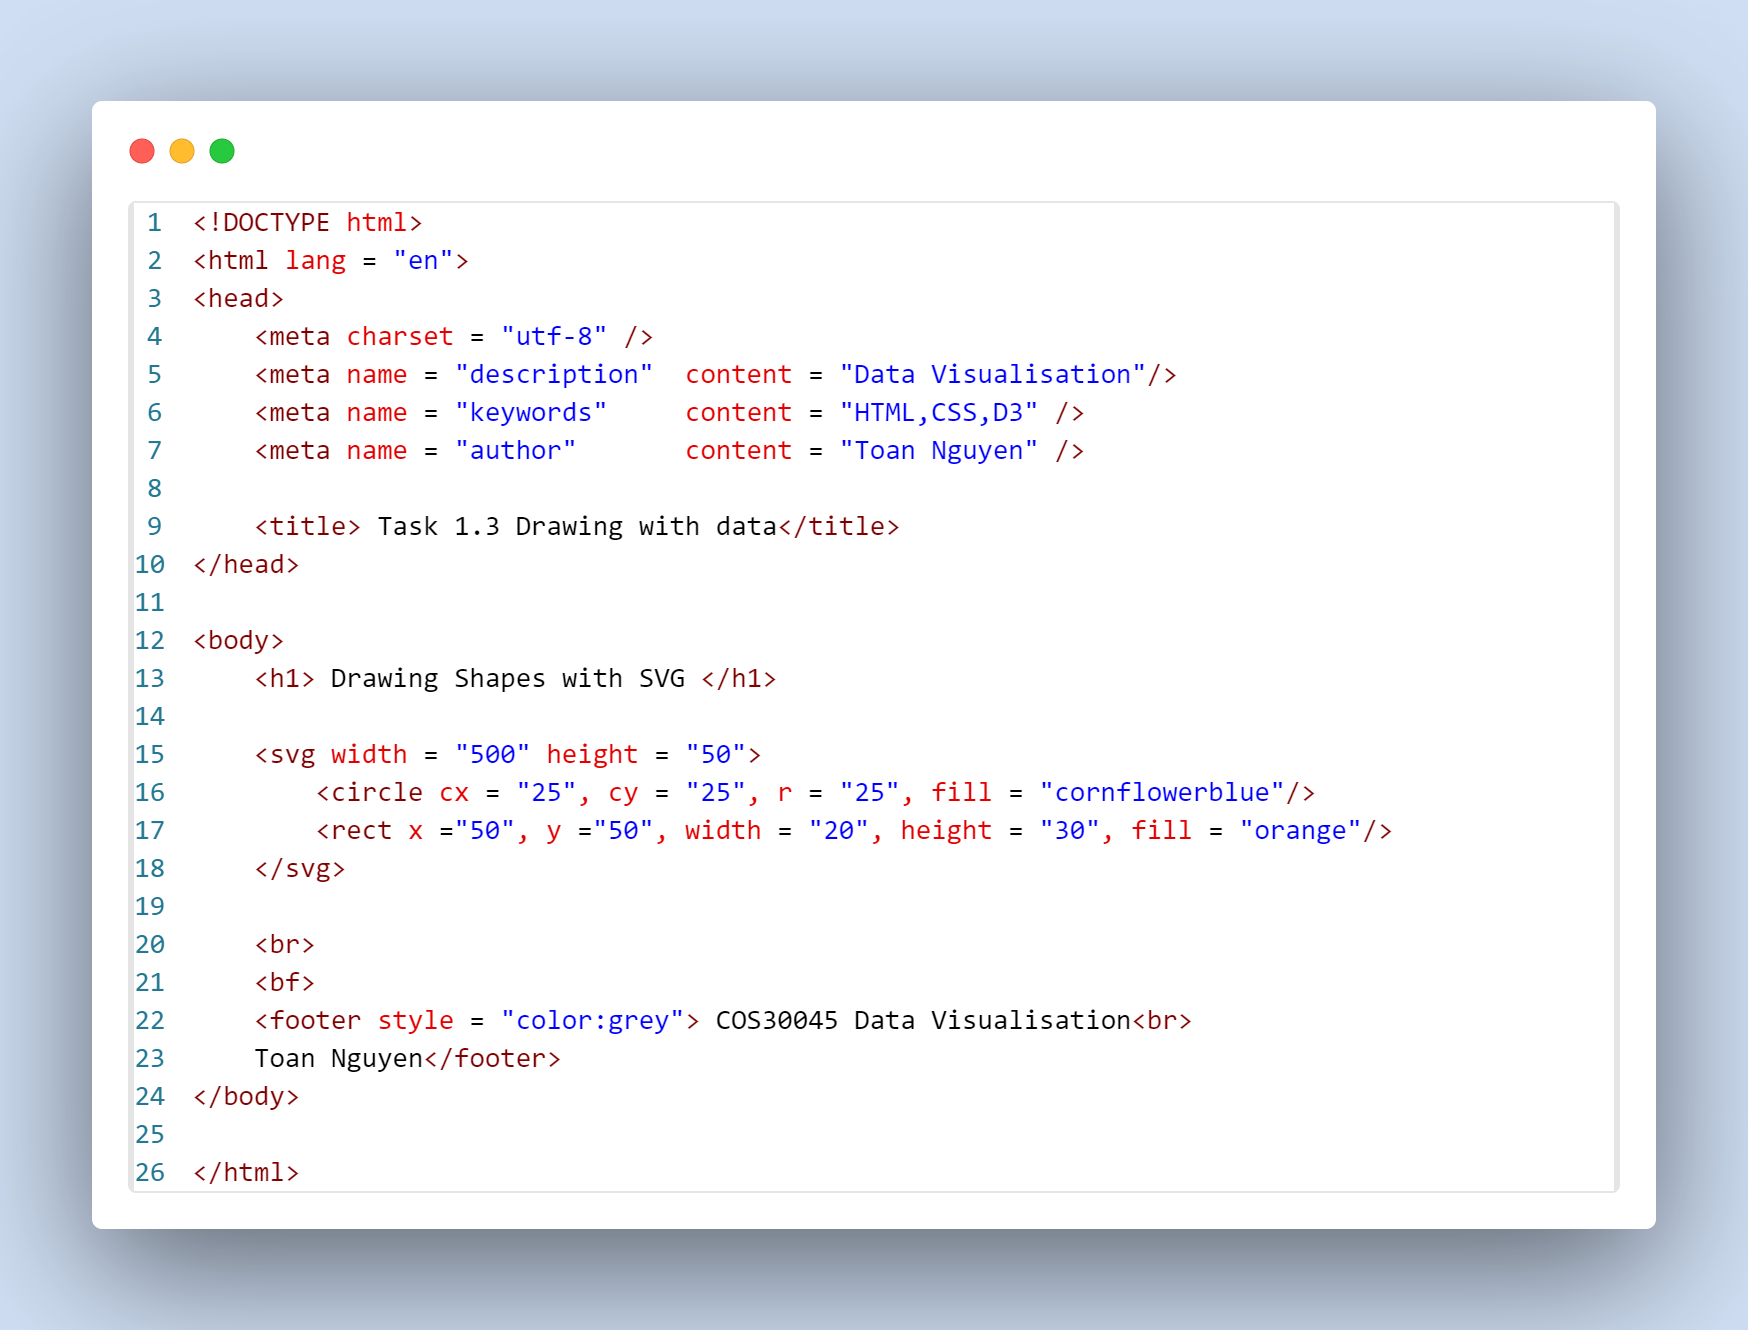 1 <!DOCTYPE html>
2 <html lang = "en">
3 <head>
4     <meta charset = "utf-8" />
5     <meta name = "description"  content = "Data Visualisation"/>
6     <meta name = "keywords"     content = "HTML,CSS,D3" />
7     <meta name = "author"       content = "Toan Nguyen" />
8
9     <title> Task 1.3 Drawing with data</title>
10 </head>
11
12 <body>
13     <h1> Drawing Shapes with SVG </h1>
14
15     <svg width = "500" height = "50">
16         <circle cx = "25", cy = "25", r = "25", fill = "cornflowerblue"/>
17         <rect x ="50", y ="50", width = "20", height = "30", fill = "orange"/>
18     </svg>
19
20     <br>
21     <bf>
22     <footer style = "color:grey"> COS30045 Data Visualisation<br>
23     Toan Nguyen</footer>
24 </body>
25
26 </html>